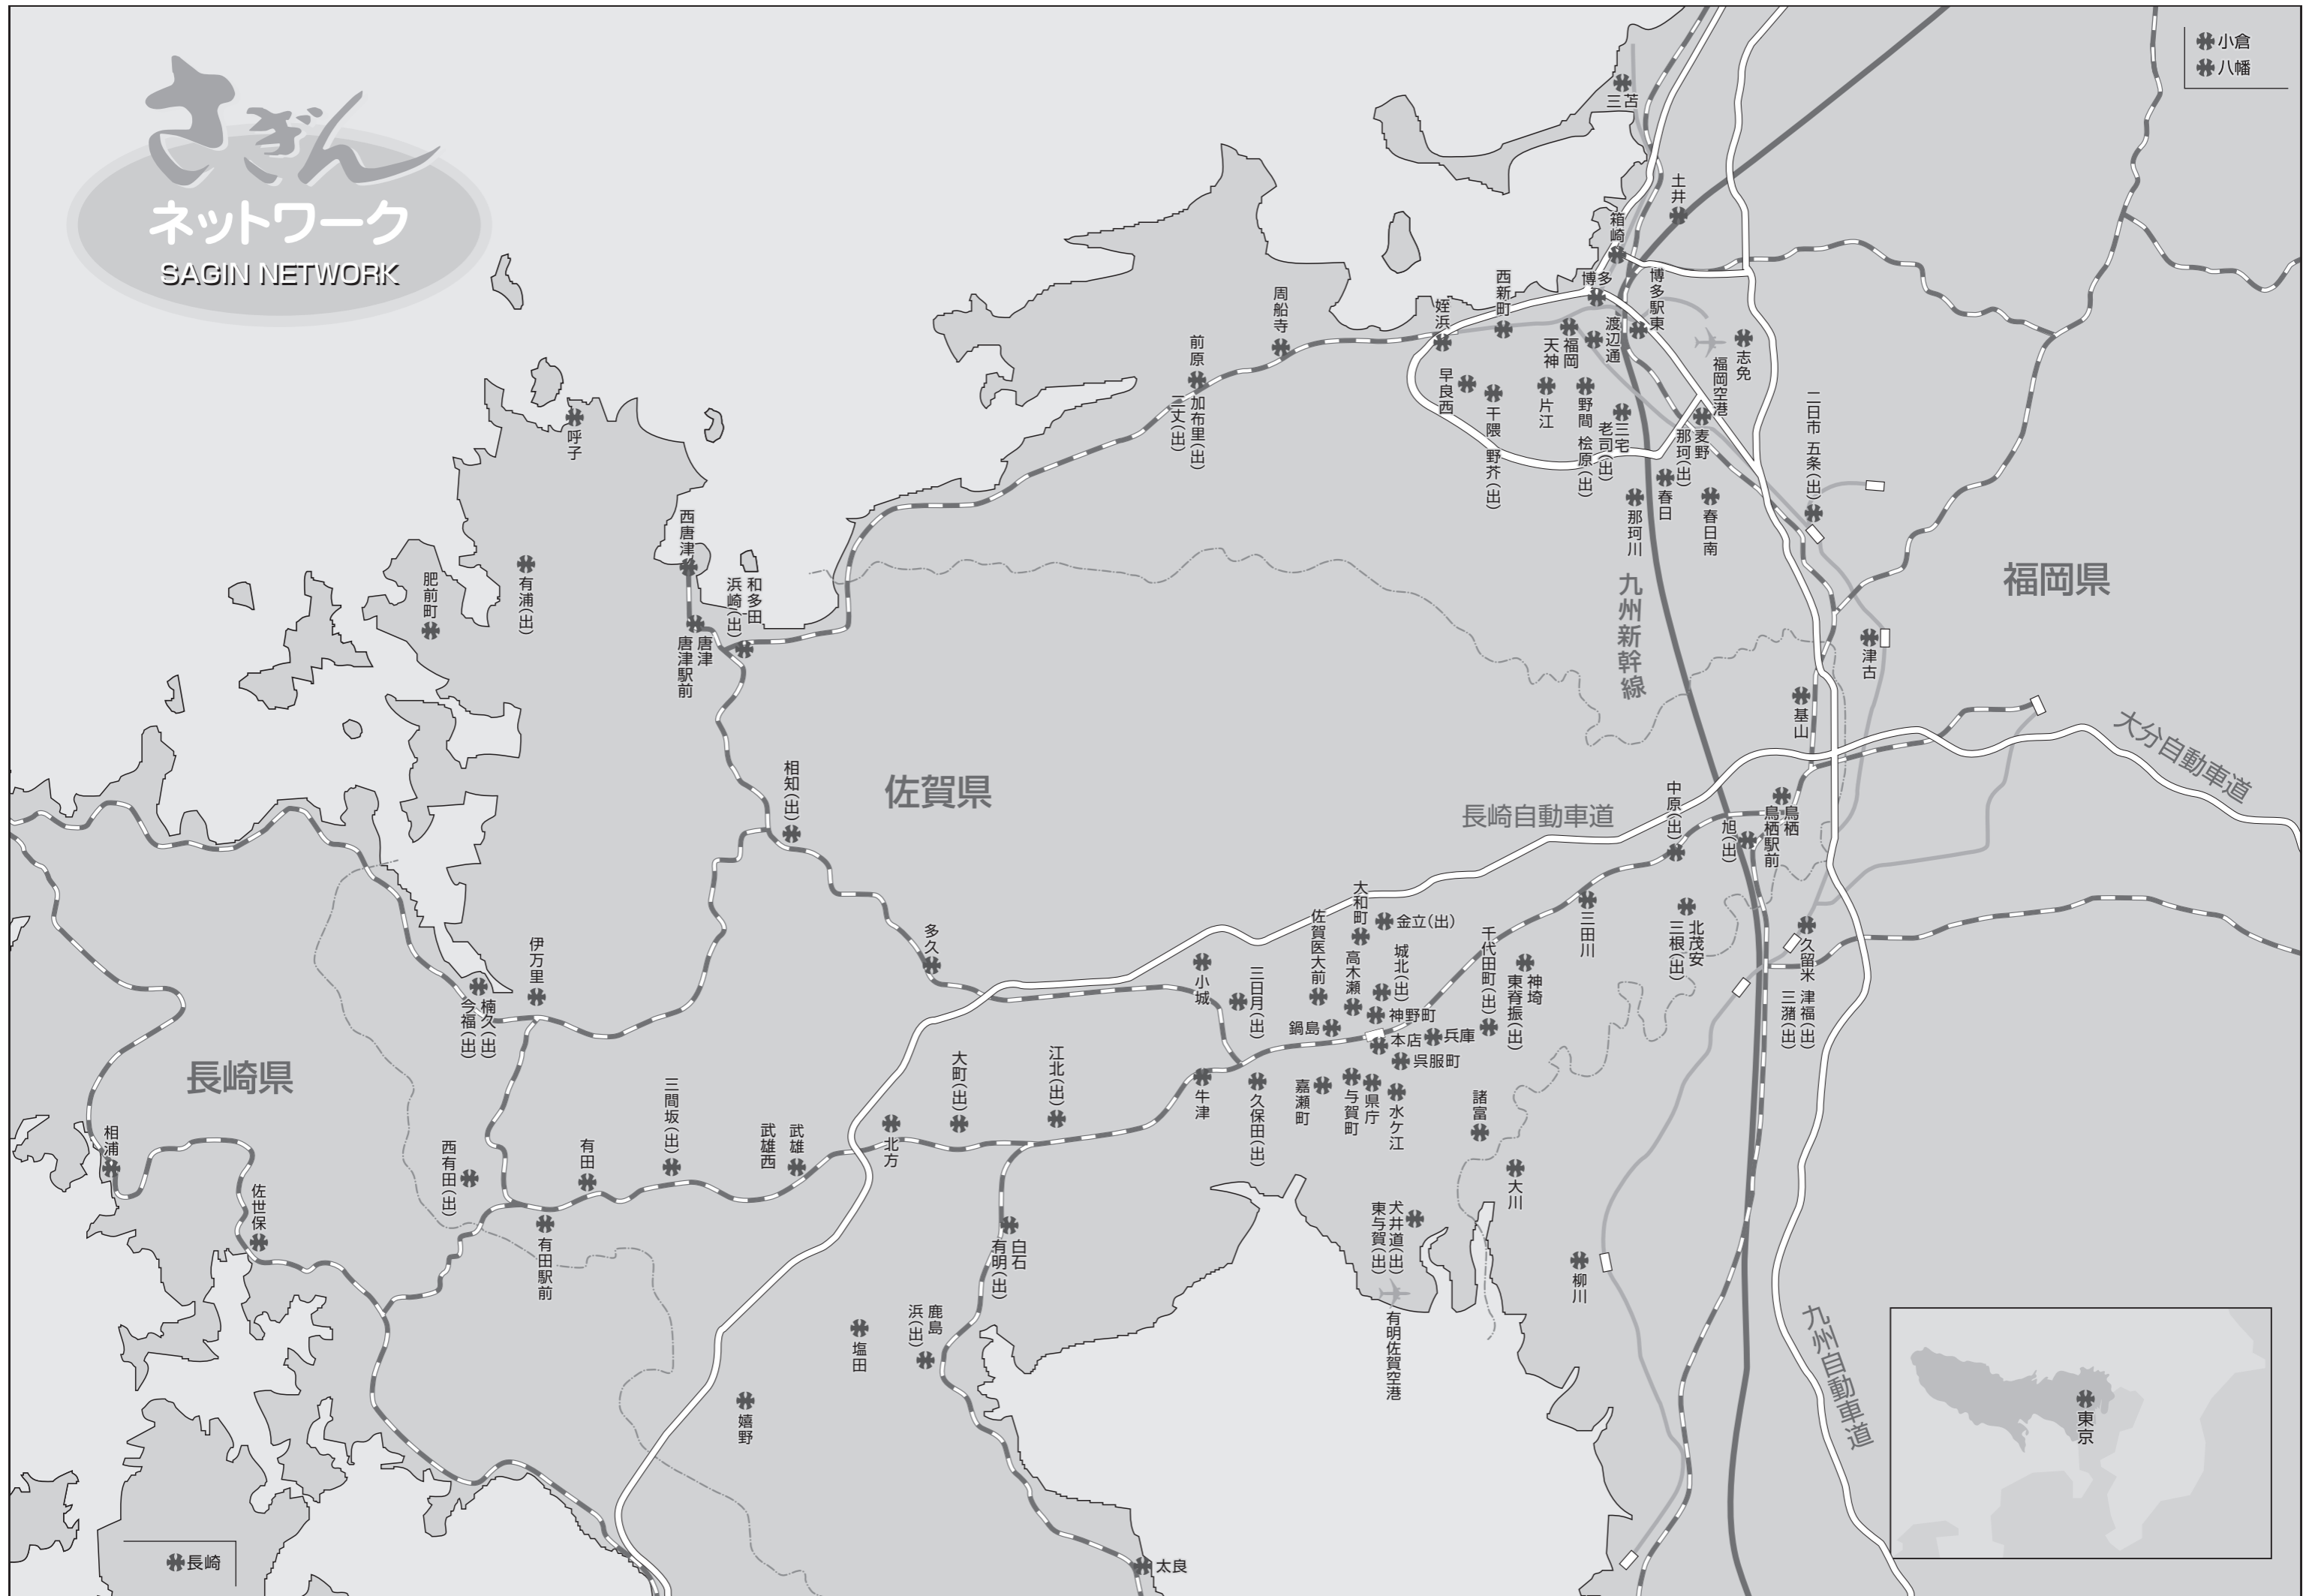 さぎん
ネットワーク
SAGIN NETWORK
小倉
八幡
三苫
土井
箱崎
博多
博多駅東
西新町
姪浜
周船寺
前原
加布里(出)
二丈(出)
福岡
天神
渡辺通
志免
福岡空港
早良西
干隈
野芥(出)
片江
野間
桧原(出)
三宅
老司(出)
麦野
那珂(出)
春日
春日南
那珂川
二日市
五条(出)
呼子
西唐津
有浦(出)
肥前町
和多田
浜崎(出)
唐津
唐津駅前
九州新幹線
福岡県
津古
基山
大分自動車道
相知(出)
佐賀県
長崎自動車道
中原(出)
鳥栖
鳥栖駅前
旭(出)
大和町
金立(出)
佐賀医大前
高木瀬
城北(出)
千代田町(出)
三田川
北茂安
三根(出)
神埼
東脊振(出)
久留米
津福(出)
三潴(出)
多久
小城
三日月(出)
伊万里
楠久(出)
今福(出)
鍋島
神野町
本店
兵庫
呉服町
嘉瀬町
与賀町
県庁
水ケ江
諸富
長崎県
大町(出)
江北(出)
牛津
久保田(出)
三間坂(出)
武雄
武雄西
北方
相浦
西有田(出)
有田
佐世保
有田駅前
白石
有明(出)
犬井道(出)
東与賀(出)
大川
柳川
塩田
鹿島
浜(出)
有明佐賀空港
嬉野
九州自動車道
東京
長崎
太良